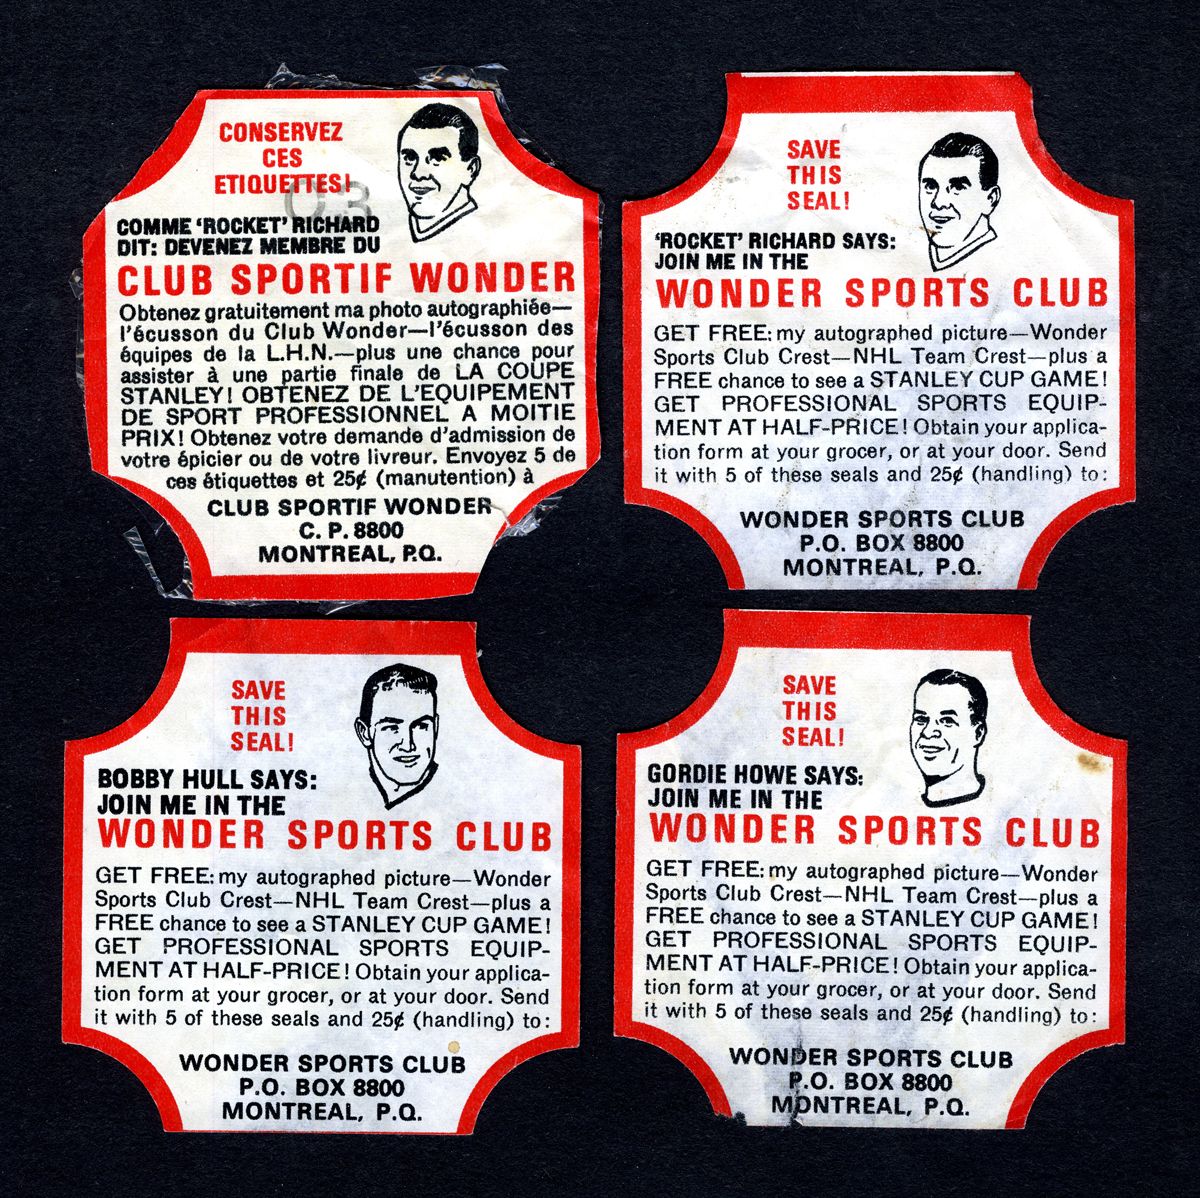 CONSERVEZ
CES
ETIQUETTES!
03
COMME 'ROCKET' RICHARD
DIT: DEVENEZ MEMBRE DU
CLUB SPORTIF WONDER
Obtenez gratuitement ma photo autographiée—
l'écusson du Club Wonder—l'écusson des
équipes de la L.H.N.—plus une chance pour
assister à une partie finale de LA COUPE
STANLEY! OBTENEZ DE L'EQUIPEMENT
DE SPORT PROFESSIONNEL A MOITIE
PRIX! Obtenez votre demande d'admission de
votre épicier ou de votre livreur. Envoyez 5 de
ces étiquettes et 25¢ (manutention) à
CLUB SPORTIF WONDER
C. P. 8800
MONTREAL, P.Q.
SAVE
THIS
SEAL!
'ROCKET' RICHARD SAYS:
JOIN ME IN THE
WONDER SPORTS CLUB
GET FREE: my autographed picture—Wonder
Sports Club Crest—NHL Team Crest—plus a
FREE chance to see a STANLEY CUP GAME!
GET PROFESSIONAL SPORTS EQUIP-
MENT AT HALF-PRICE! Obtain your applica-
tion form at your grocer, or at your door. Send
it with 5 of these seals and 25¢ (handling) to:
WONDER SPORTS CLUB
P.O. BOX 8800
MONTREAL, P.Q.
SAVE
THIS
SEAL!
BOBBY HULL SAYS:
JOIN ME IN THE
WONDER SPORTS CLUB
GET FREE: my autographed picture—Wonder
Sports Club Crest—NHL Team Crest—plus a
FREE chance to see a STANLEY CUP GAME!
GET PROFESSIONAL SPORTS EQUIP-
MENT AT HALF-PRICE! Obtain your applica-
tion form at your grocer, or at your door. Send
it with 5 of these seals and 25¢ (handling) to:
WONDER SPORTS CLUB
P.O. BOX 8800
MONTREAL, P.Q.
SAVE
THIS
SEAL!
GORDIE HOWE SAYS:
JOIN ME IN THE
WONDER SPORTS CLUB
GET FREE: my autographed picture—Wonder
Sports Club Crest—NHL Team Crest—plus a
FREE chance to see a STANLEY CUP GAME!
GET PROFESSIONAL SPORTS EQUIP-
MENT AT HALF-PRICE! Obtain your applica-
tion form at your grocer, or at your door. Send
it with 5 of these seals and 25¢ (handling) to:
WONDER SPORTS CLUB
P.O. BOX 8800
MONTREAL, P.Q.